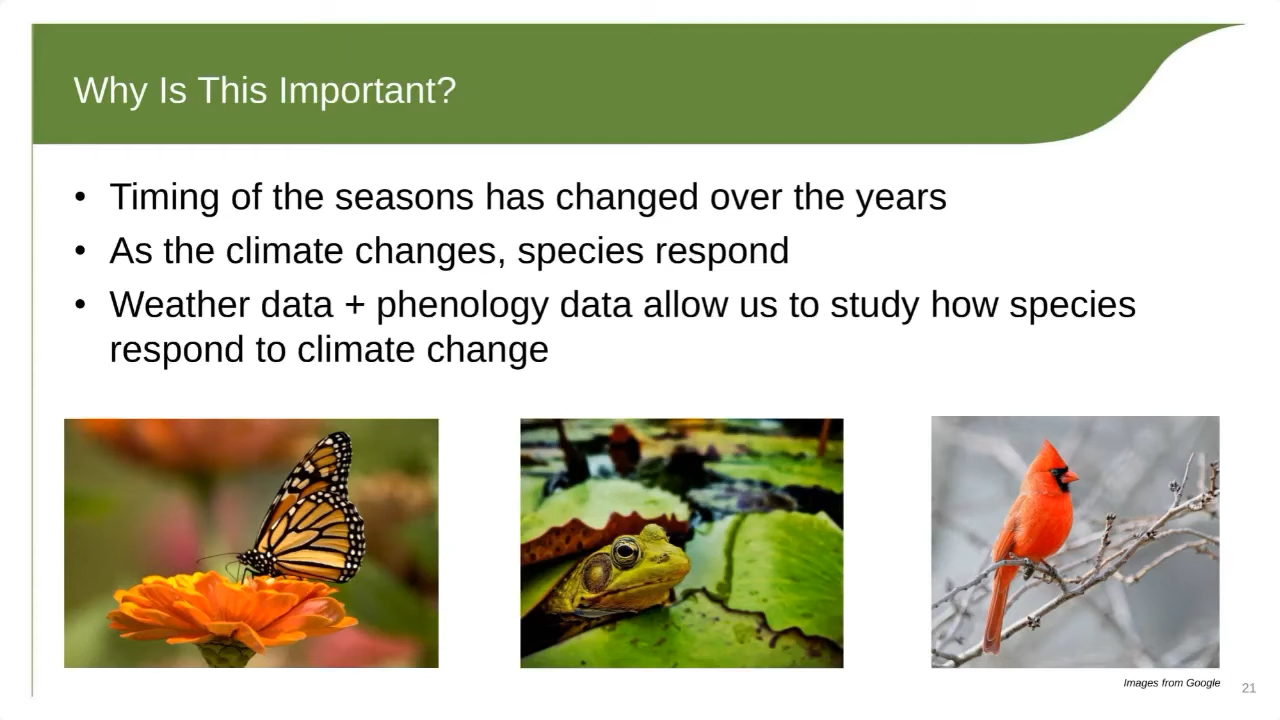 Why Is This Important?
• Timing of the seasons has changed over the years
• As the climate changes, species respond
• Weather data + phenology data allow us to study how species
respond to climate change
Images from Google
21